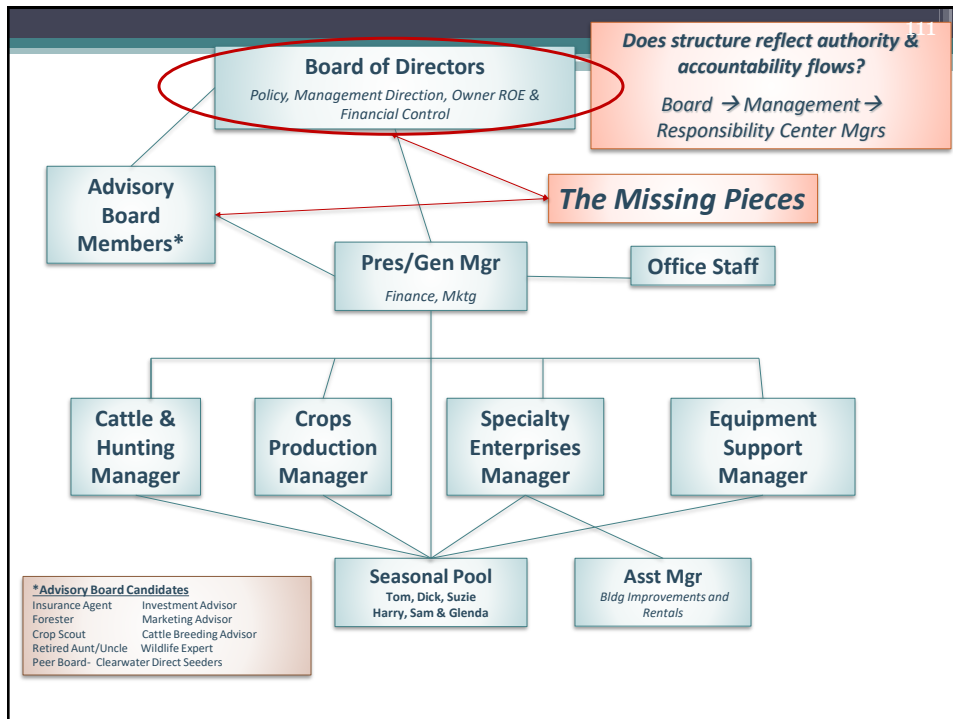 111
Does structure reflect authority &
accountability flows?
Board → Management→
Responsibility Center Mgrs
Board of Directors
Policy, Management Direction, Owner ROE &
Financial Control
Advisory
Board
Members*
The Missing Pieces
Pres/Gen Mgr
Finance, Mktg
Office Staff
Cattle &
Hunting
Manager
Crops
Production
Manager
Specialty
Enterprises
Manager
Equipment
Support
Manager
Seasonal Pool
Tom, Dick, Suzie
Harry, Sam & Glenda
Asst Mgr
Bldg Improvements and
Rentals
*Advisory Board Candidates
Insurance Agent Investment Advisor
Forester Marketing Advisor
Crop Scout Cattle Breeding Advisor
Retired Aunt/Uncle Wildlife Expert
Peer Board- Clearwater Direct Seeders